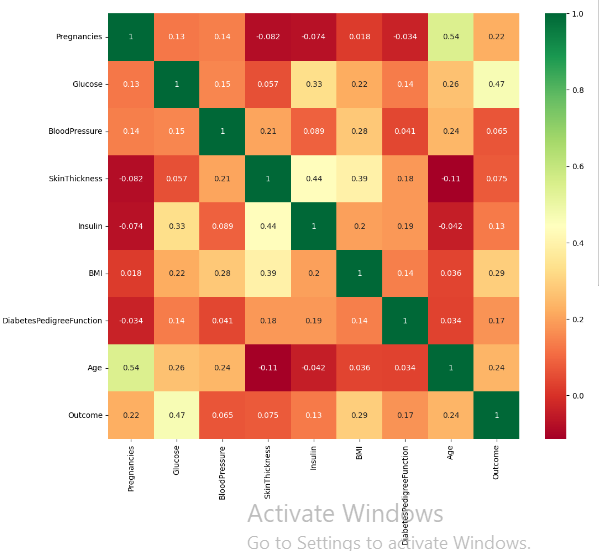 Pregnancies 1 0.13 0.14 -0.082 -0.074 0.018 -0.034 0.54 0.22
Glucose 0.13 1 0.15 0.057 0.33 0.22 0.14 0.26 0.47
BloodPressure 0.14 0.15 1 0.21 0.089 0.28 0.041 0.24 0.065
SkinThickness -0.082 0.057 0.21 1 0.44 0.39 0.18 -0.11 0.075
Insulin -0.074 0.33 0.089 0.44 1 0.2 0.19 -0.042 0.13
BMI 0.018 0.22 0.28 0.39 0.2 1 0.14 0.036 0.29
DiabetesPedigreeFunction -0.034 0.14 0.041 0.18 0.19 0.14 1 0.034 0.17
Age 0.54 0.26 0.24 -0.11 -0.042 0.036 0.034 1 0.24
Outcome 0.22 0.47 0.065 0.075 0.13 0.29 0.17 0.24 1
Pregnancies
Glucose
BloodPressure
SkinThickness
Insulin
BMI
DiabetesPedigreeFunction
Age
Outcome
1.0
0.8
0.6
0.4
0.2
0.0
Activate Windows
Go to Settings to activate Windows.